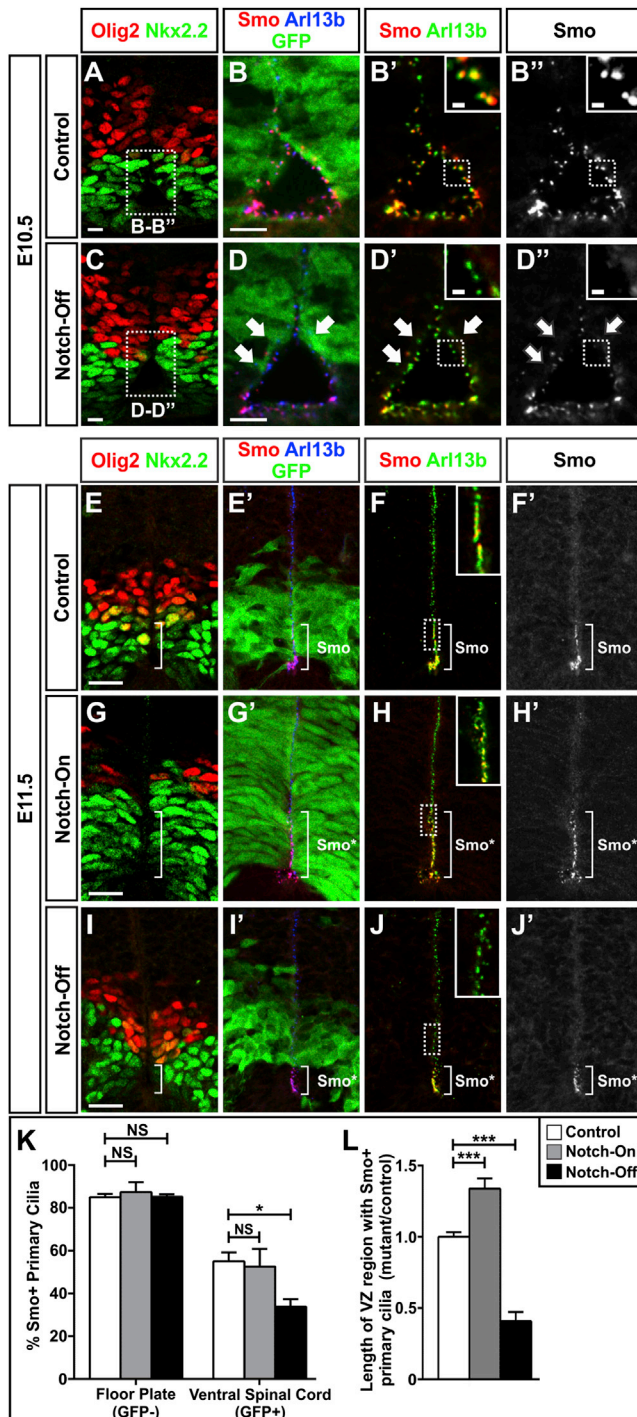 Olig2 Nkx2.2
Smo Arl13b
GFP
Smo Arl13b
Smo
E10.5
Control
A
B-B’’
B
B’
B’’
Notch-Off
C
D-D’’
D
D’
D’’
Olig2 Nkx2.2
Smo Arl13b
GFP
Smo Arl13b
Smo
E11.5
Control
E
E’
Smo
F
Smo
F’
Notch-On
G
G’
Smo*
H
Smo*
H’
Notch-Off
I
I’
Smo*
J
Smo*
J’
K
% Smo+ Primary Cilia
100
80
60
40
20
0
NS
NS
*
NS
Floor Plate
(GFP-)
Ventral Spinal Cord
(GFP+)
L
Length of VZ region with Smo+
primary cilia (mutant/control)
1.5
1.0
0.5
0
***
***
Control
Notch-On
Notch-Off